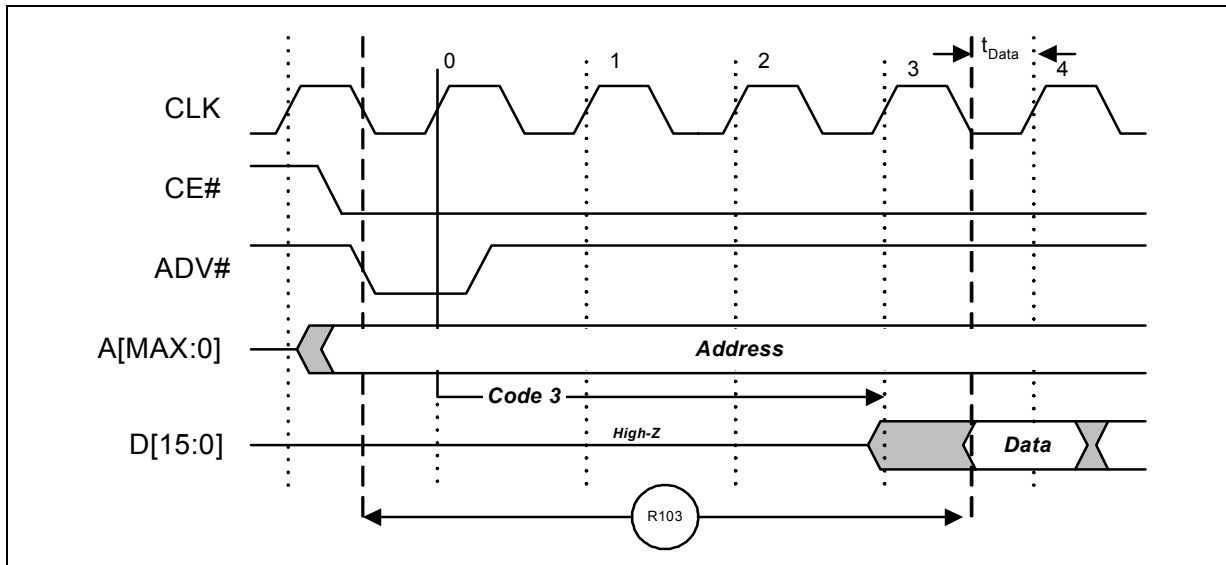 0 1 2 3 tData 4
CLK
CE#
ADV#
A[MAX:0] Address
Code 3
D[15:0] High-Z Data
R103